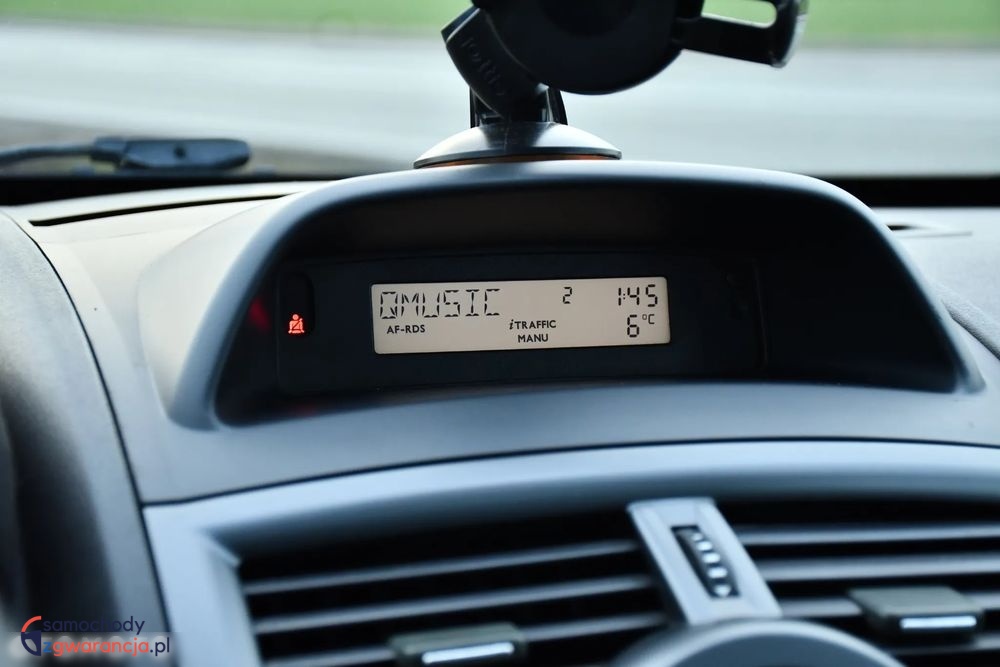 QMUSIC 2 1:45
AF-RDS iTRAFFIC 6°C
MANU
samochody
zgwarancja.pl